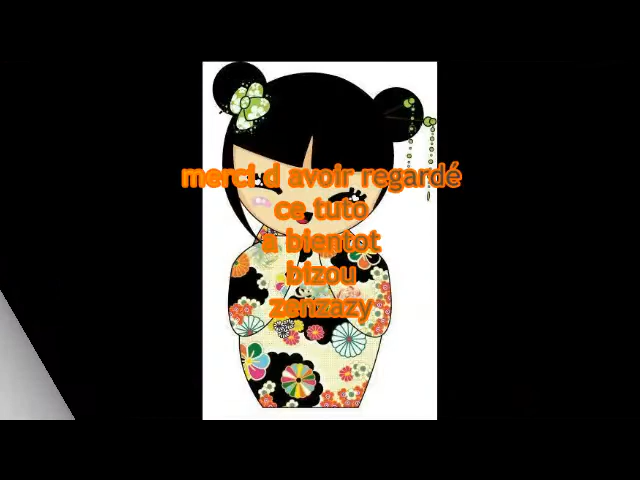 merci d avoir regardé
ce tuto
a bientot
bizou
zenzazy